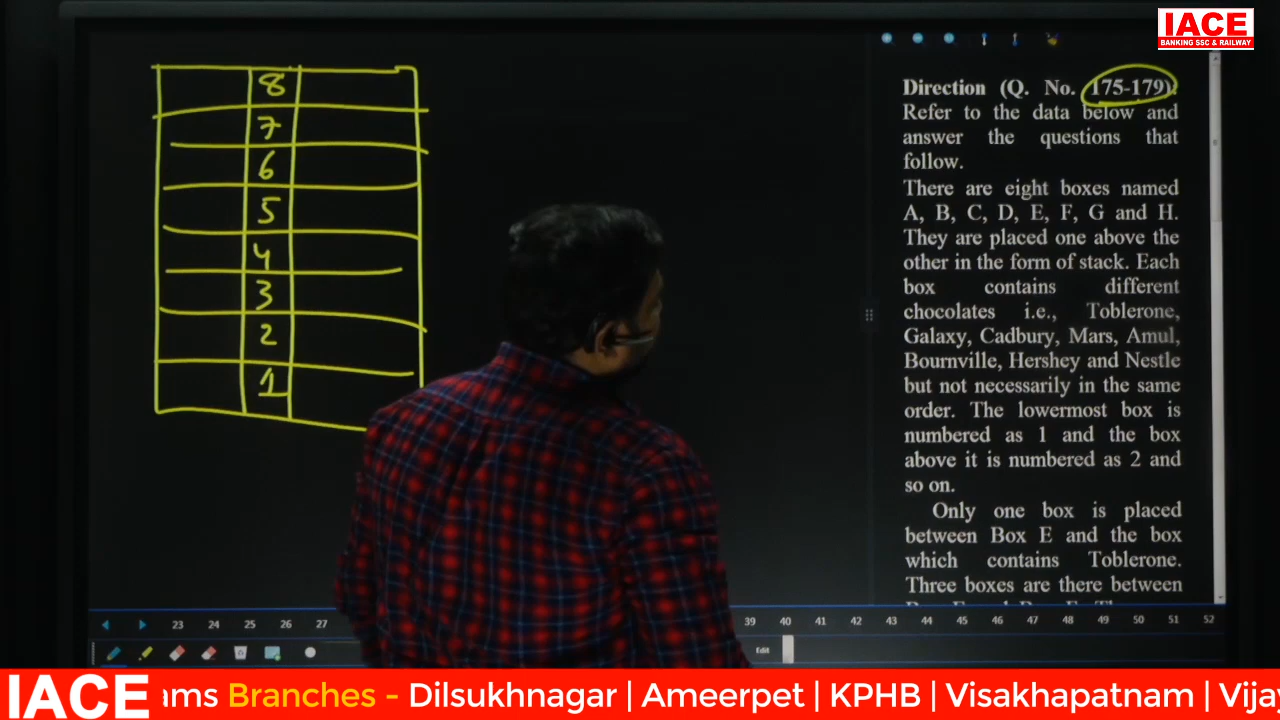 IACE
BANKING SSC & RAILWAY
8
7
6
5
4
3
2
1
Direction (Q. No. 175-179):
Refer to the data below and
answer the questions that
follow.
There are eight boxes named
A, B, C, D, E, F, G and H.
They are placed one above the
other in the form of stack. Each
box contains different
chocolates i.e., Toblerone,
Galaxy, Cadbury, Mars, Amul,
Bournville, Hershey and Nestle
but not necessarily in the same
order. The lowermost box is
numbered as 1 and the box
above it is numbered as 2 and
so on.
Only one box is placed
between Box E and the box
which contains Toblerone.
Three boxes are there between
23 24 25 26 27 39 40 41 42 43 44 45 46 47 48 49 50 51 52
Edit
IACE ams Branches - Dilsukhnagar | Ameerpet | KPHB | Visakhapatnam | Vijay